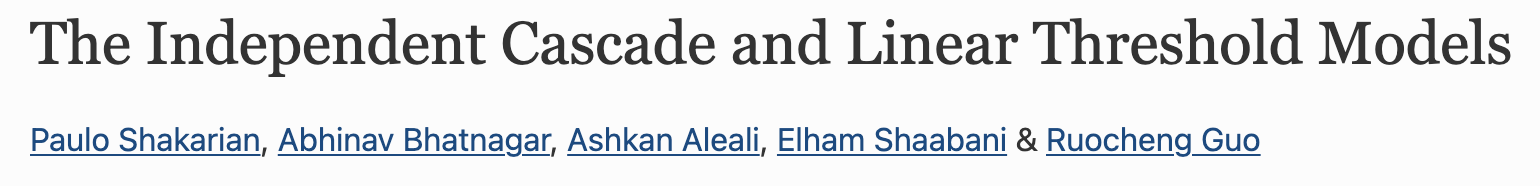 The Independent Cascade and Linear Threshold Models
Paulo Shakarian, Abhinav Bhatnagar, Ashkan Aleali, Elham Shaabani & Ruocheng Guo